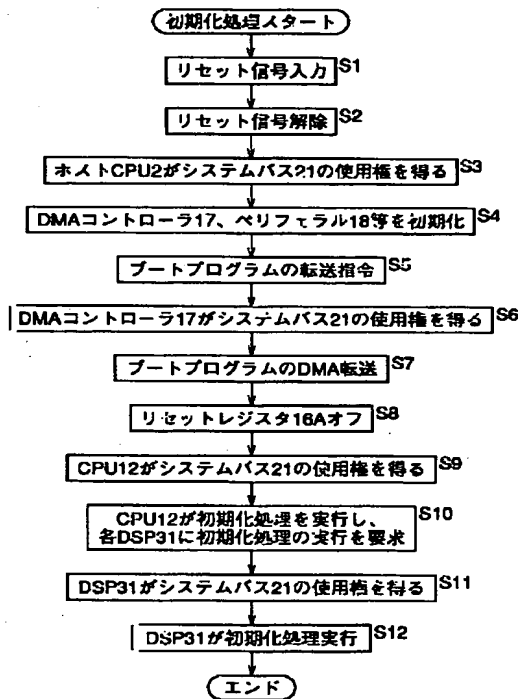 初期化処理スタート
リセット信号入力 S1
リセット信号解除 S2
ホストCPU2がシステムバス21の使用権を得る S3
DMAコントローラ17、ペリフェラル18等を初期化 S4
ブートプログラムの転送指令 S5
DMAコントローラ17がシステムバス21の使用権を得る S6
ブートプログラムのDMA転送 S7
リセットレジスタ16Aオフ S8
CPU12がシステムバス21の使用権を得る S9
CPU12が初期化処理を実行し、 S10
各DSP31に初期化処理の実行を要求
DSP31がシステムバス21の使用権を得る S11
DSP31が初期化処理実行 S12
エンド